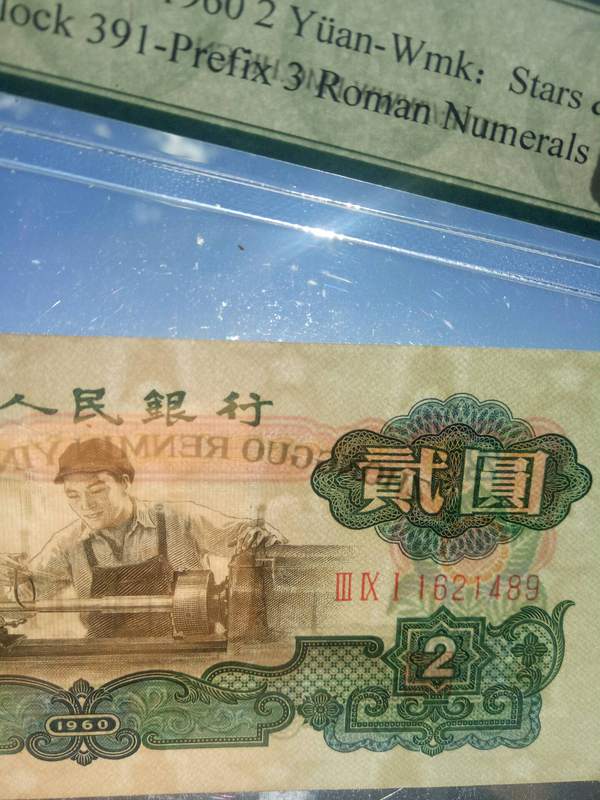 1960 2 Yüan-Wmk: Stars
lock 391-Prefix 3 Roman Numerals
人民銀行
GUO RENMIN YIN
貳圓
III IX I 1621489
2
1960